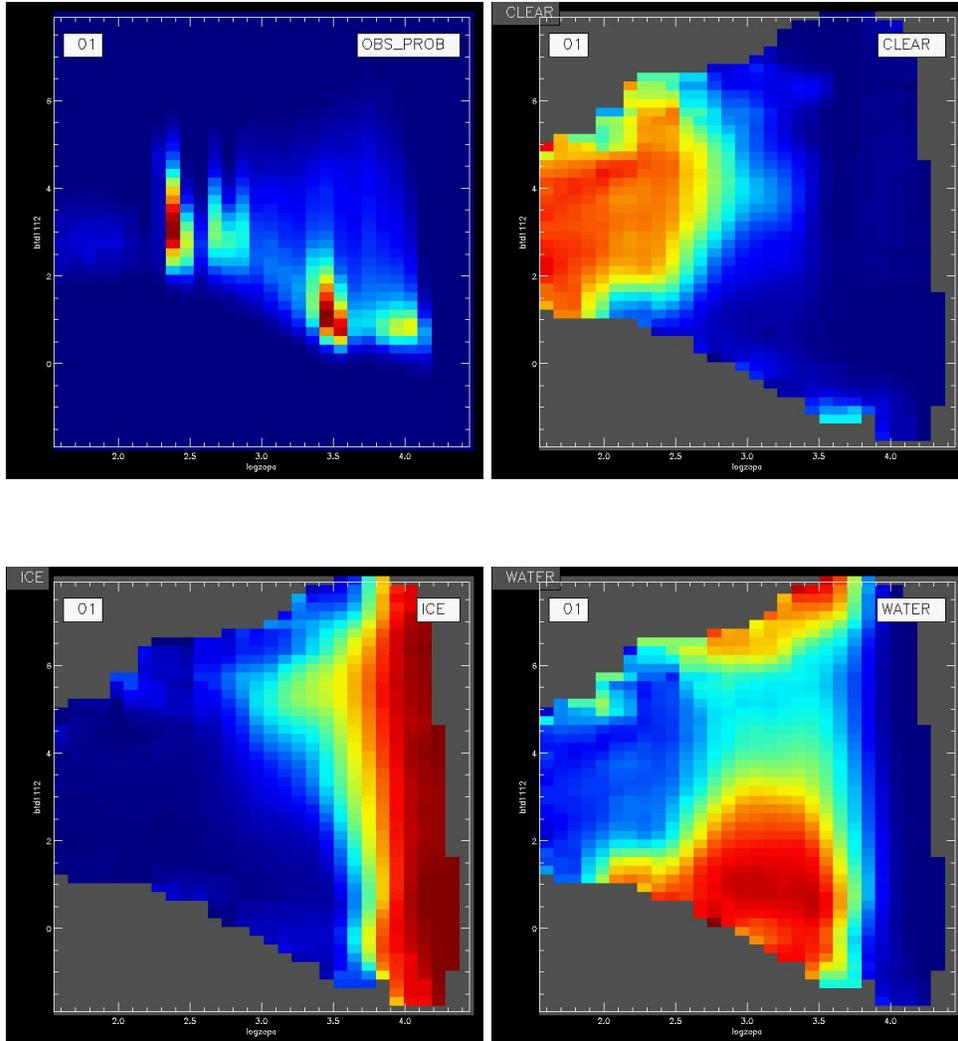 CLEAR
01 OBS_PROB
01 CLEAR
6
4
2
0
btd1112
2.0 2.5 3.0 3.5 4.0
logzopa
6
4
2
0
btd1112
2.0 2.5 3.0 3.5 4.0
logzopa
ICE
WATER
01 ICE
01 WATER
6
4
2
0
btd1112
2.0 2.5 3.0 3.5 4.0
logzopa
6
4
2
0
btd1112
2.0 2.5 3.0 3.5 4.0
logzopa